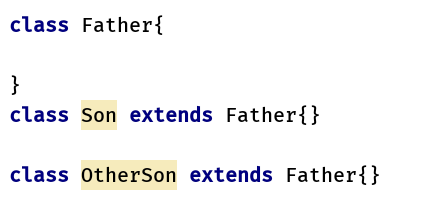 class Father{
}
class Son extends Father{}
class OtherSon extends Father{}